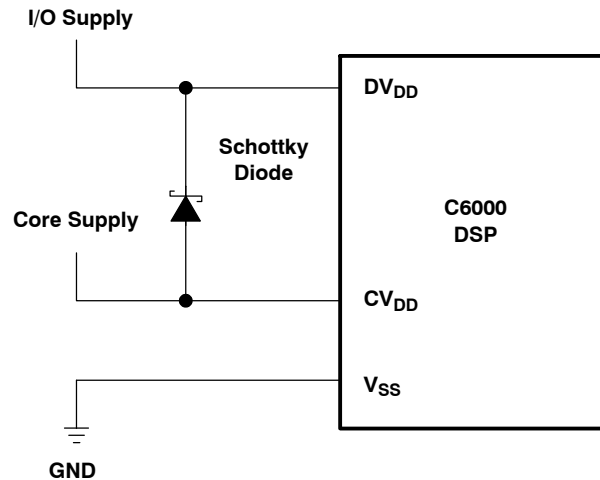 I/O Supply
DVDD
Schottky
Diode
C6000
DSP
Core Supply
CVDD
VSS
GND